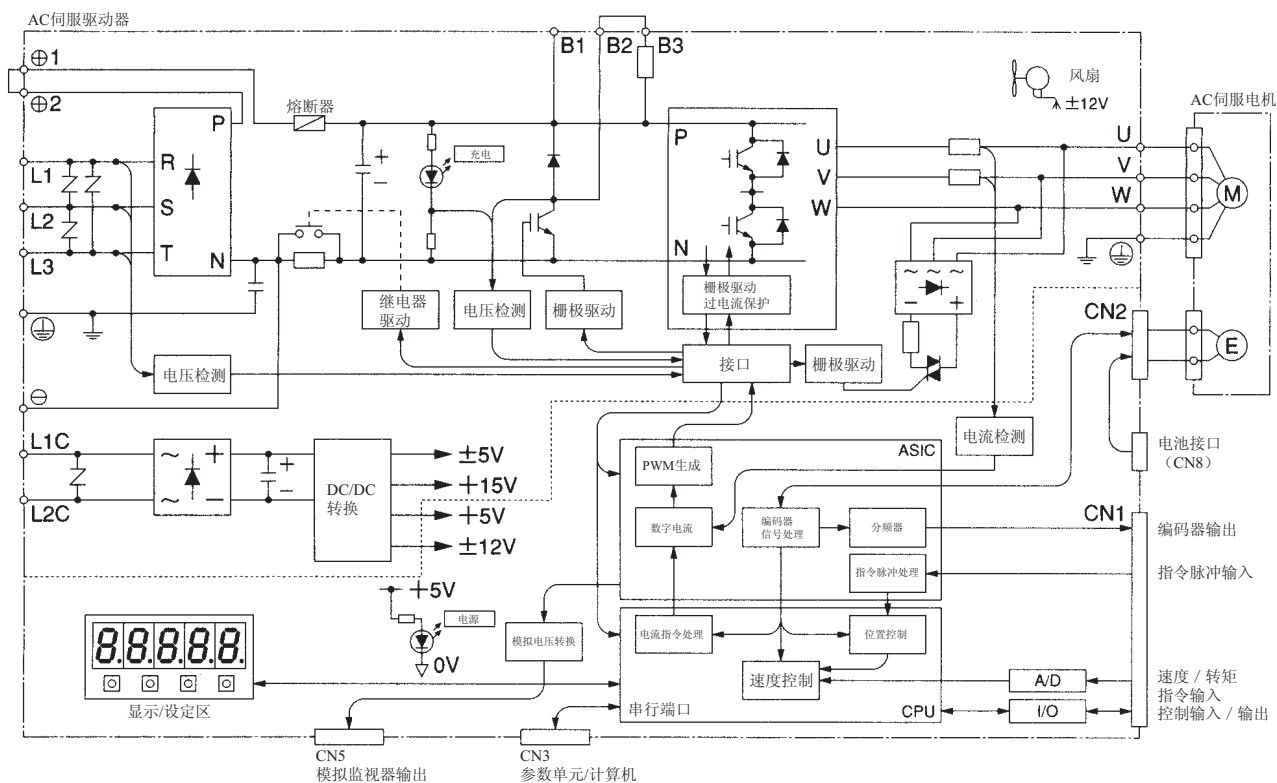 AC伺服驱动器
⊕1
⊕2
B1
B2
B3
风扇
±12V
AC伺服电机
熔断器
P
R
S
T
N
L1
L2
L3
+
−
充电
P
N
U
V
W
U
V
W
M
栅极驱动
过电流保护
~ ~ ~
− +
继电器
驱动
电压检测
栅极驱动
接口
栅极驱动
电压检测
CN2
E
⊖
电流检测
电池接口
（CN8）
L1C
L2C
~ +
~ −
+
−
DC/DC
转换
±5V
+15V
+5V
±12V
ASIC
PWM生成
数字电流
编码器
信号处理
分频器
指令脉冲处理
CN1
编码器输出
指令脉冲输入
+5V
电源
0V
8.8.8.8.8.
显示/设定区
模拟电压转换
电流指令处理
位置控制
速度控制
串行端口
CPU
A/D
I/O
速度 / 转矩
指令输入
控制输入 / 输出
CN5
模拟监视器输出
CN3
参数单元/计算机